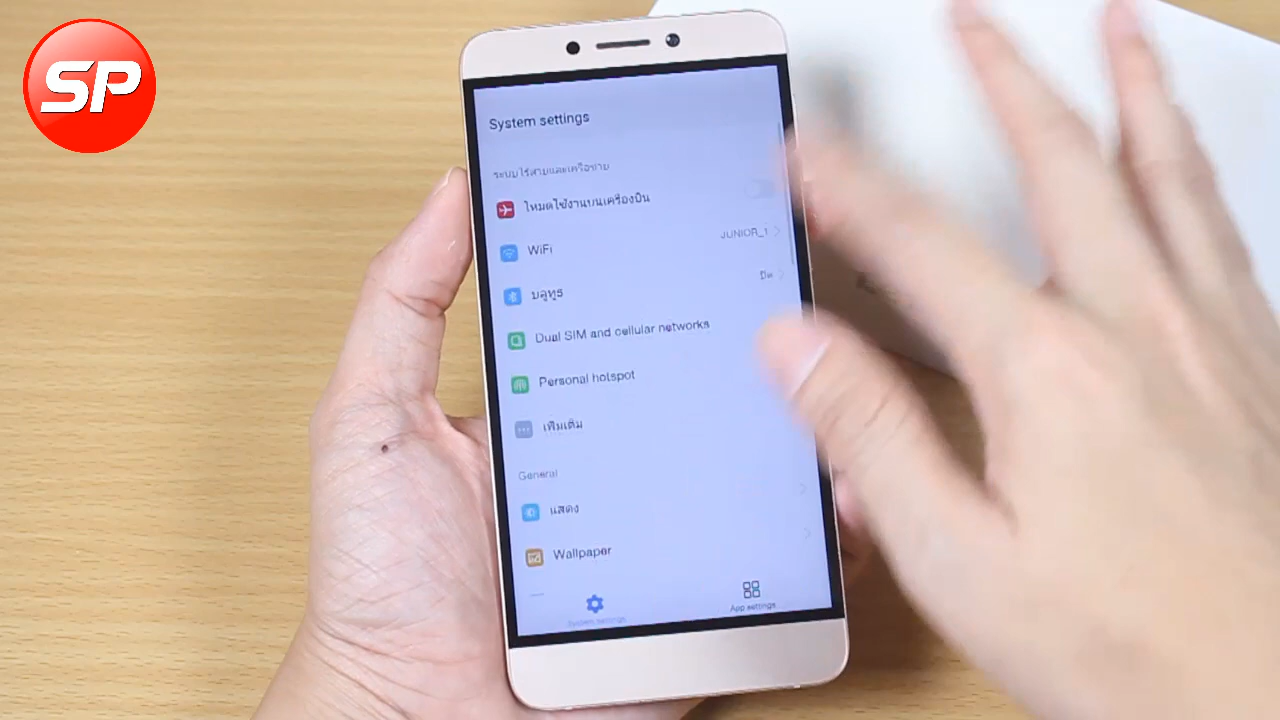 SP
System settings
ระบบไร้สายและเครือข่าย
โหมดใช้งานบนเครื่องบิน
WiFi
JUNIOR_1
บลูทูธ
ปิด
Dual SIM and cellular networks
Personal hotspot
เพิ่มเติม
General
แสดง
Wallpaper
System settings
App settings